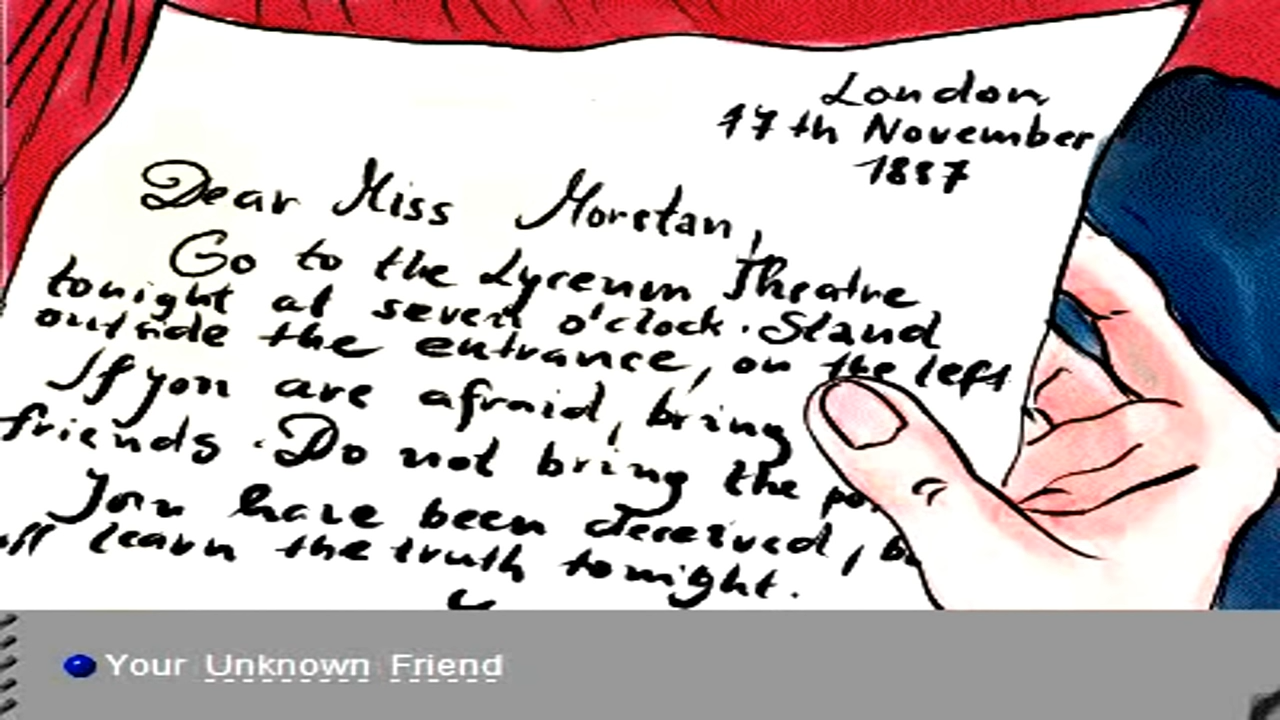 London
17th November
1887
Dear Miss Morstan,
Go to the Lyceum Theatre
tonight at seven o'clock. Stand
outside the entrance, on the left
If you are afraid, bring
friends. Do not bring the
You have been deceived,
learn the truth tonight.
Your Unknown Friend